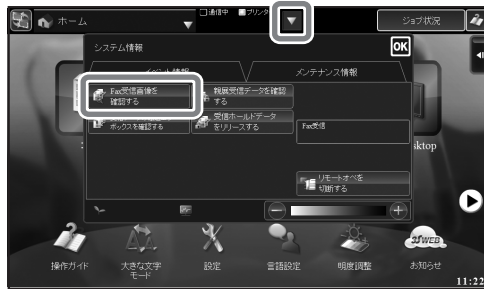 ホーム
通信中
プリンタ
ジョブ状況
システム情報
OK
イベント情報
メンテナンス情報
Fax受信画像を
確認する
親展受信データを確認
する
ボックスを確認する
受信ホールドデータ
をリリースする
Fax受信
リモートオペを
切断する
sktop
操作ガイド
大きな文字
モード
設定
言語設定
明度調整
お知らせ
WEB
11:22